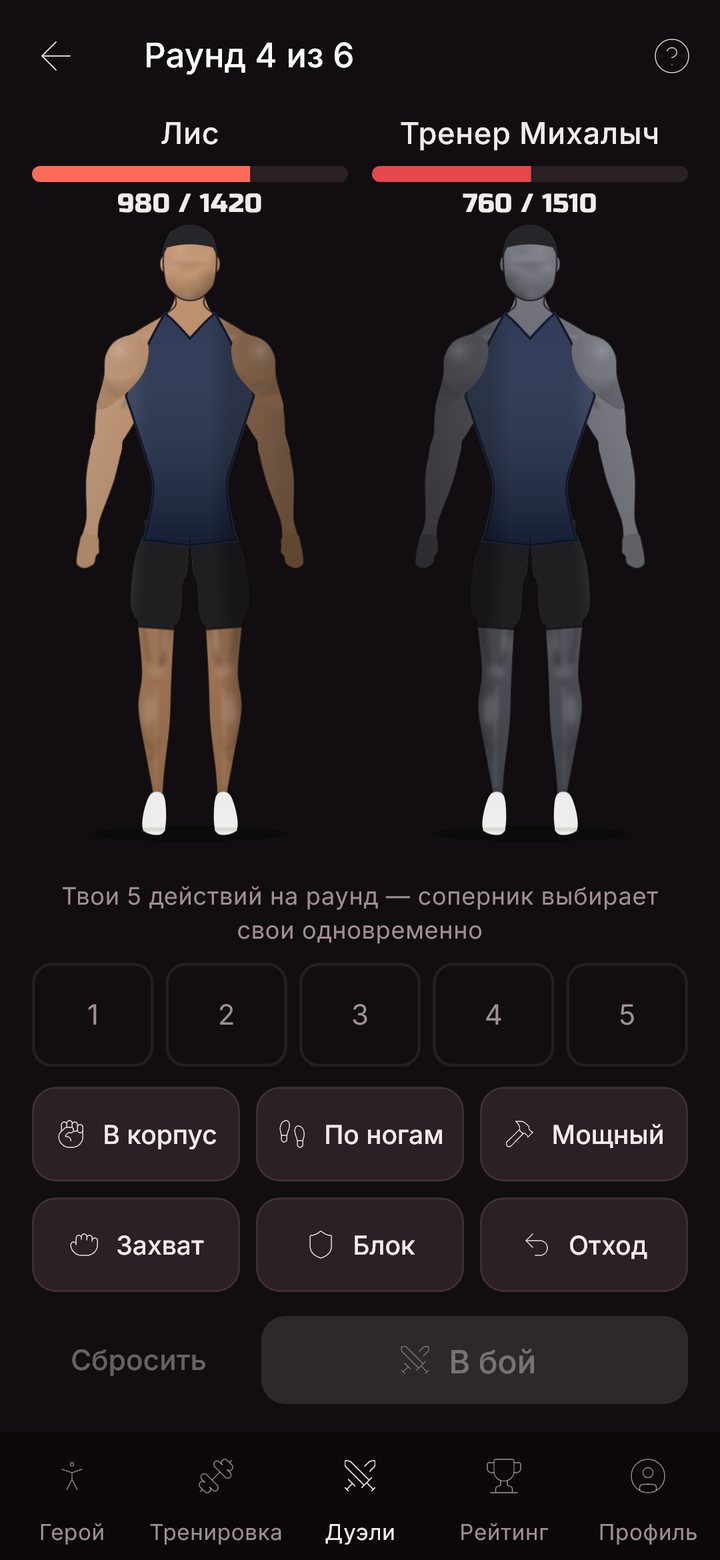 Раунд 4 из 6
?
Лис
Тренер Михалыч
980 / 1420
760 / 1510
Твои 5 действий на раунд — соперник выбирает
свои одновременно
1
2
3
4
5
В корпус
По ногам
Мощный
Захват
Блок
Отход
Сбросить
В бой
Герой
Тренировка
Дуэли
Рейтинг
Профиль